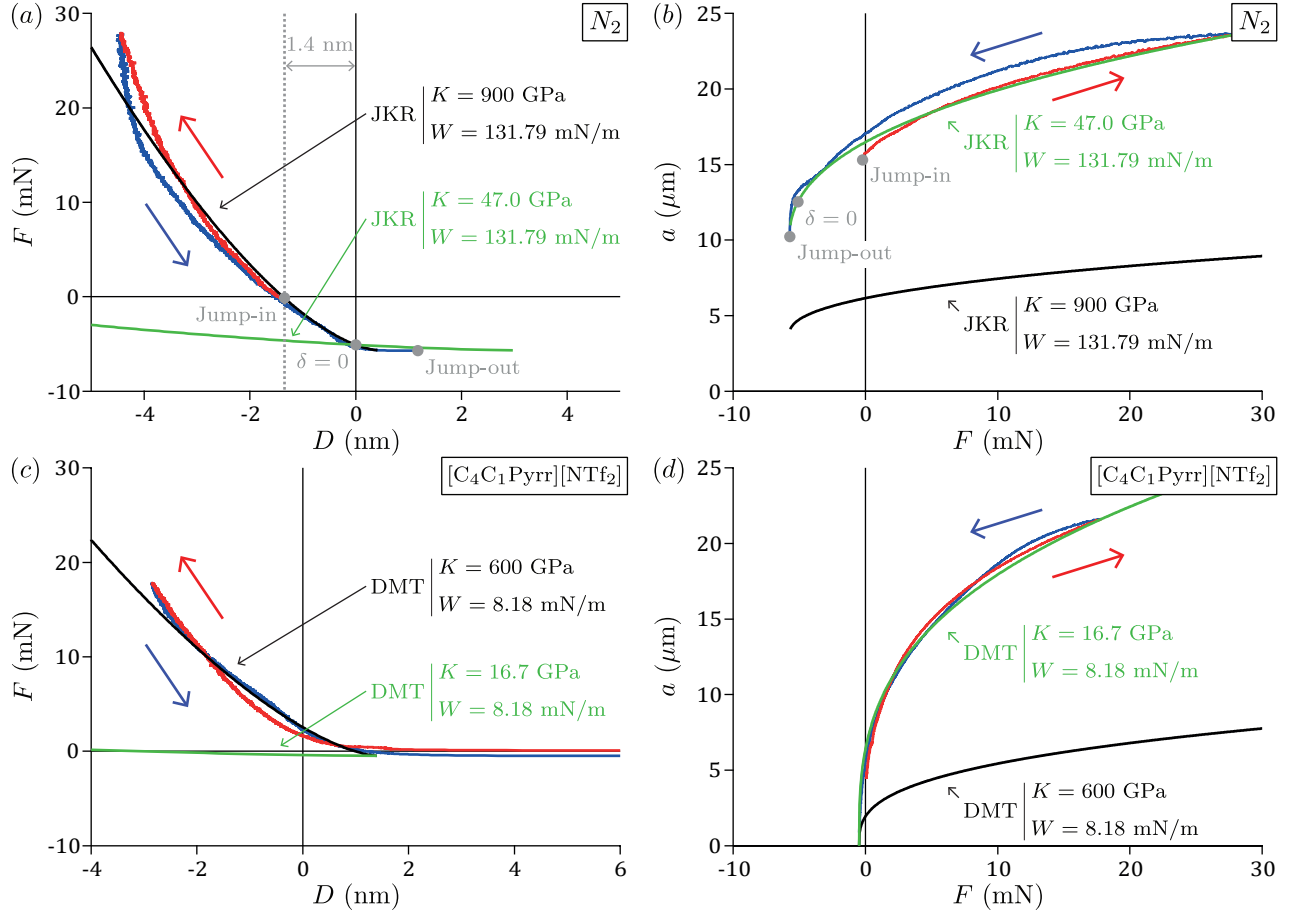 (a)
N₂
30
20
10
0
-10
F (mN)
1.4 nm
JKR
K = 900 GPa
W = 131.79 mN/m
JKR
K = 47.0 GPa
W = 131.79 mN/m
Jump-in
δ = 0
Jump-out
-4
-2
0
2
4
D (nm)
(b)
N₂
25
20
15
10
5
0
a (μm)
Jump-in
δ = 0
Jump-out
JKR
K = 47.0 GPa
W = 131.79 mN/m
JKR
K = 900 GPa
W = 131.79 mN/m
-10
0
10
20
30
F (mN)
(c)
[C₄C₁Pyrr][NTf₂]
30
20
10
0
-10
F (mN)
DMT
K = 600 GPa
W = 8.18 mN/m
DMT
K = 16.7 GPa
W = 8.18 mN/m
-4
-2
0
2
4
6
D (nm)
(d)
[C₄C₁Pyrr][NTf₂]
25
20
15
10
5
0
a (μm)
DMT
K = 16.7 GPa
W = 8.18 mN/m
DMT
K = 600 GPa
W = 8.18 mN/m
-10
0
10
20
30
F (mN)